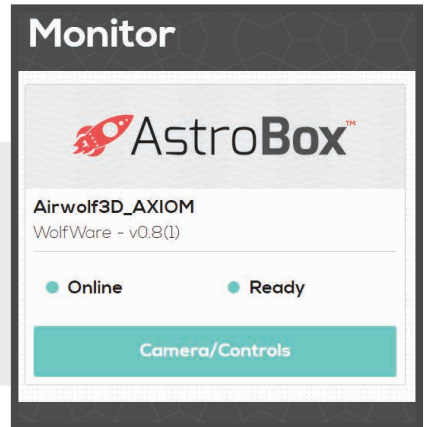 Monitor
AstroBox™
Airwolf3D_AXIOM
WolfWare - v0.8(1)
Online
Ready
Camera/Controls